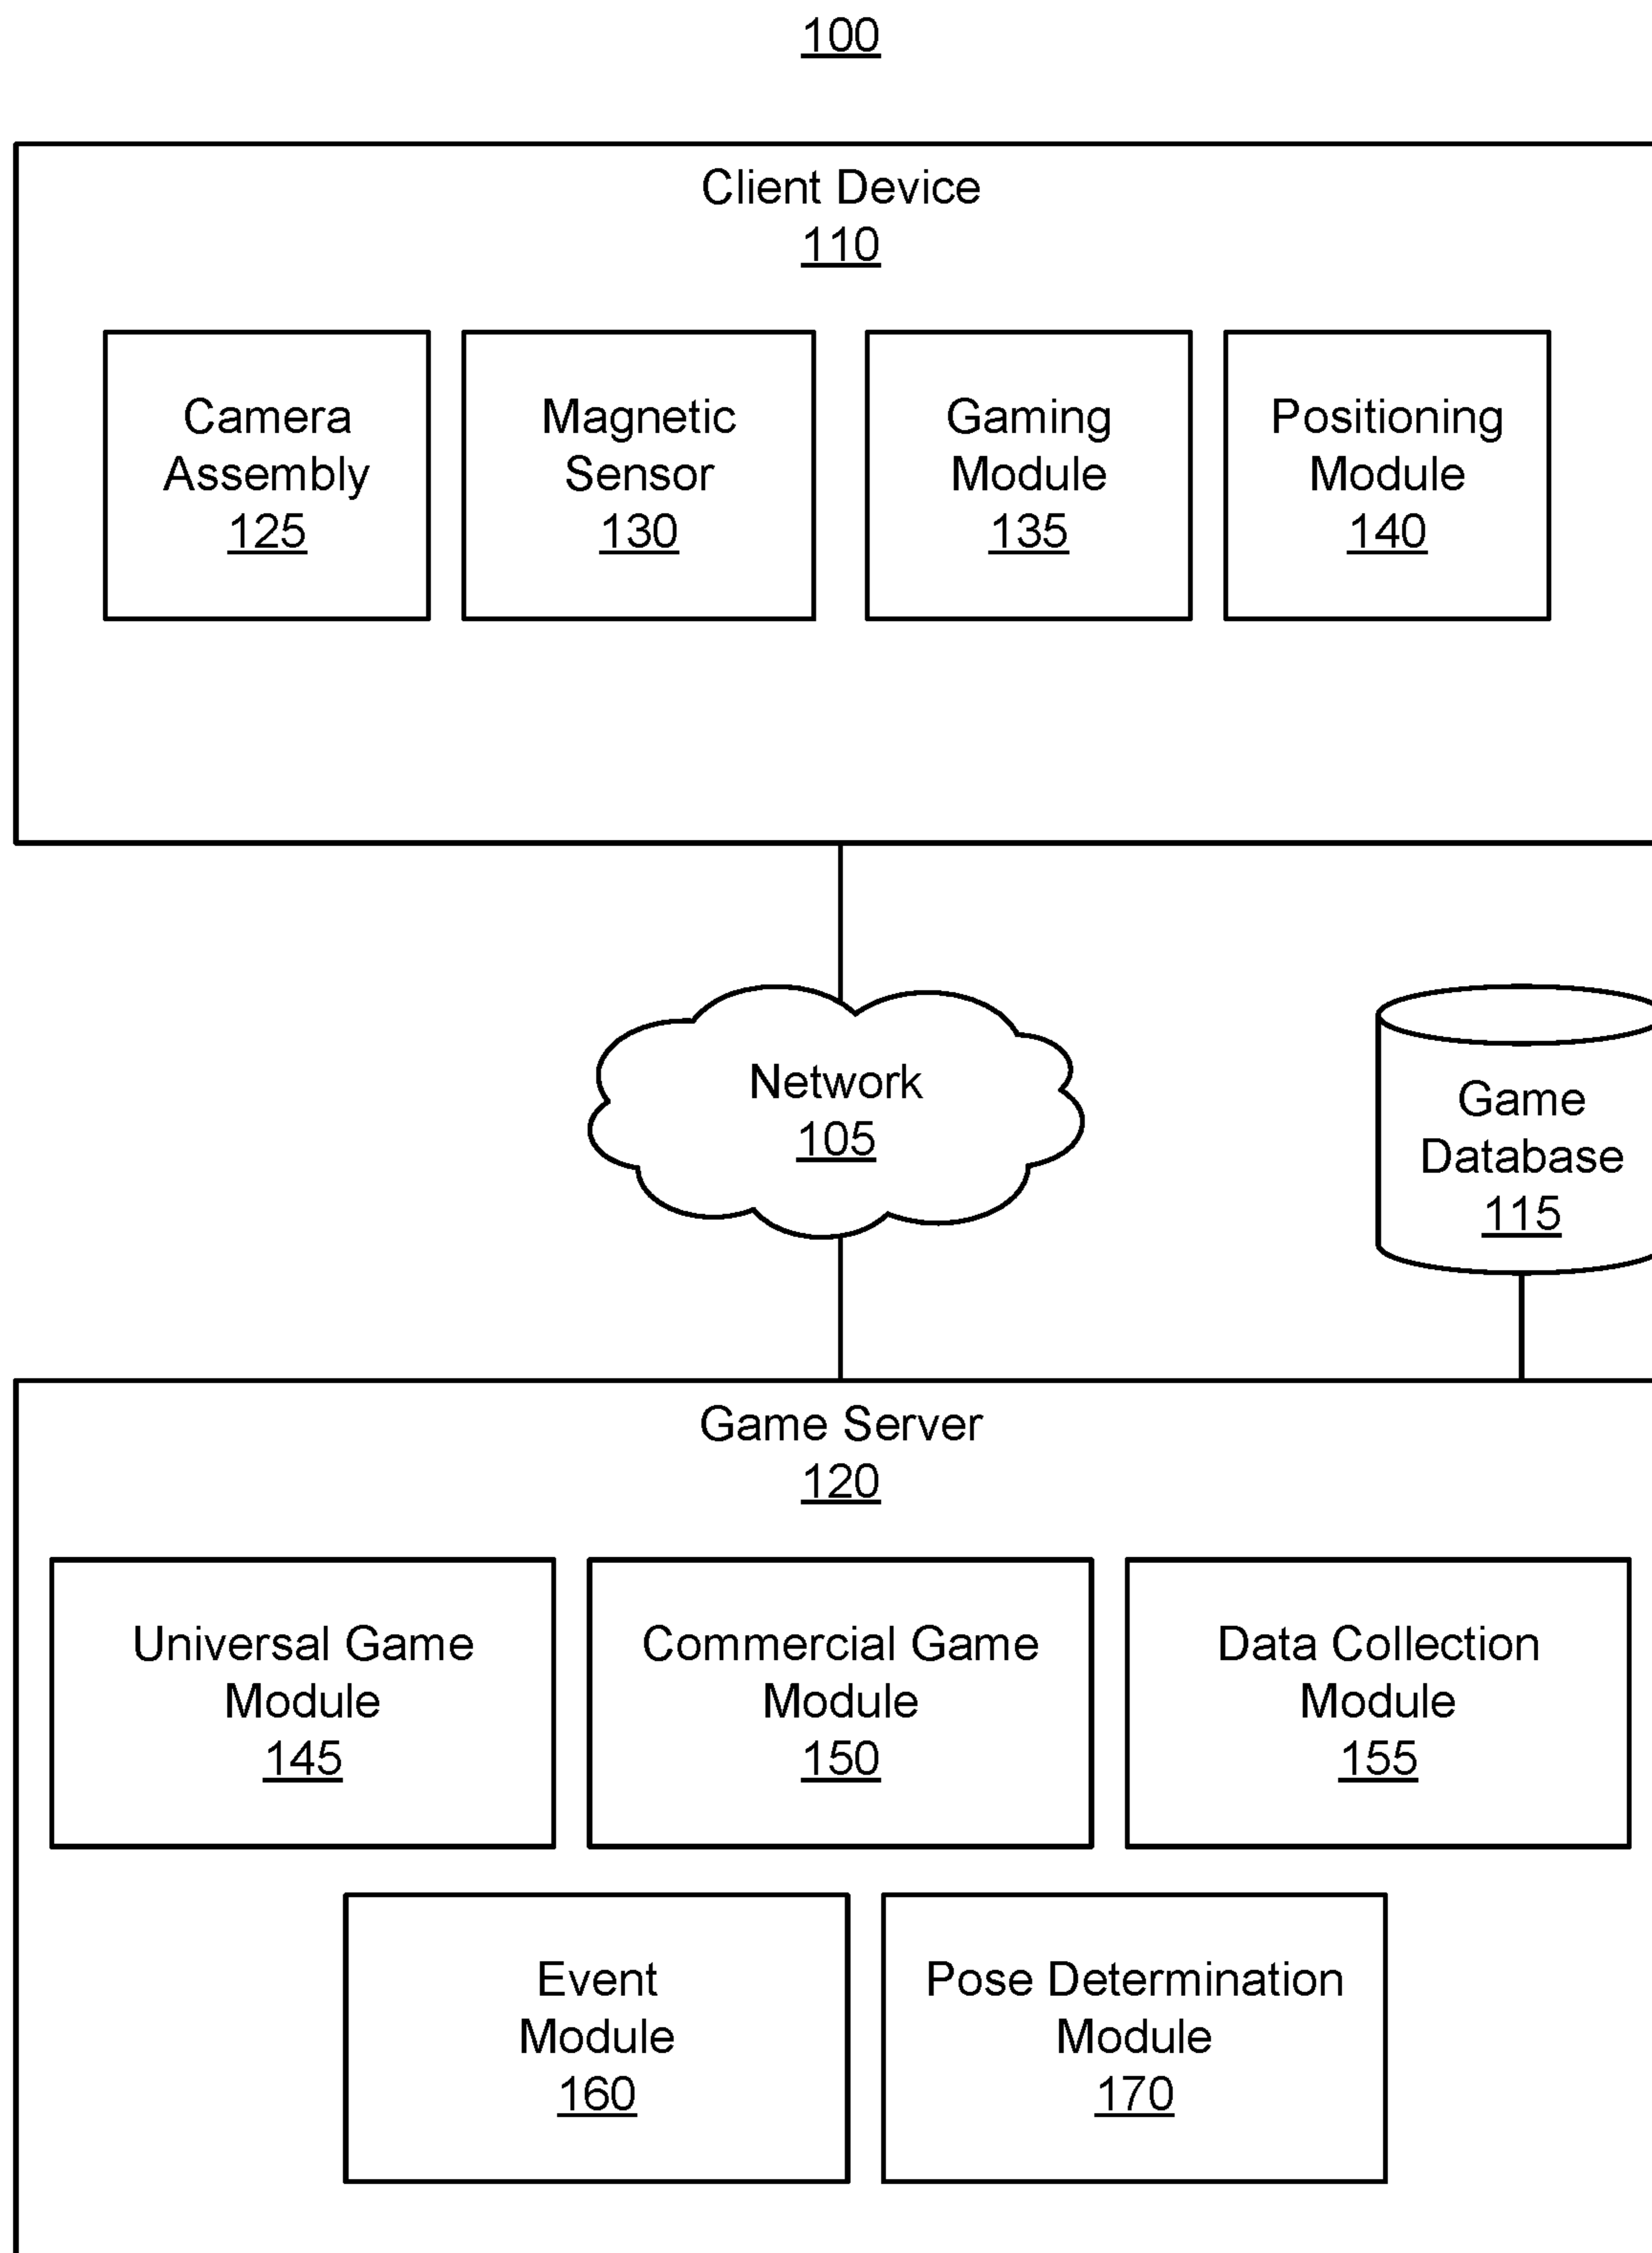 100
Client Device
110
Camera
Assembly
125
Magnetic
Sensor
130
Gaming
Module
135
Positioning
Module
140
Network
105
Game
Database
115
Game Server
120
Universal Game
Module
145
Commercial Game
Module
150
Data Collection
Module
155
Event
Module
160
Pose Determination
Module
170